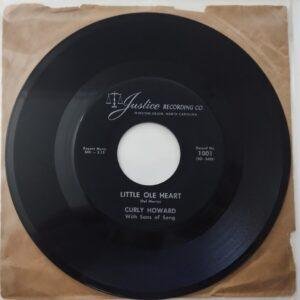 Justice RECORDING CO.
WINSTON-SALEM, NORTH CAROLINA
Record No.
1001
LITTLE OLE HEART
CURLY HOWARD
With Sons of Song